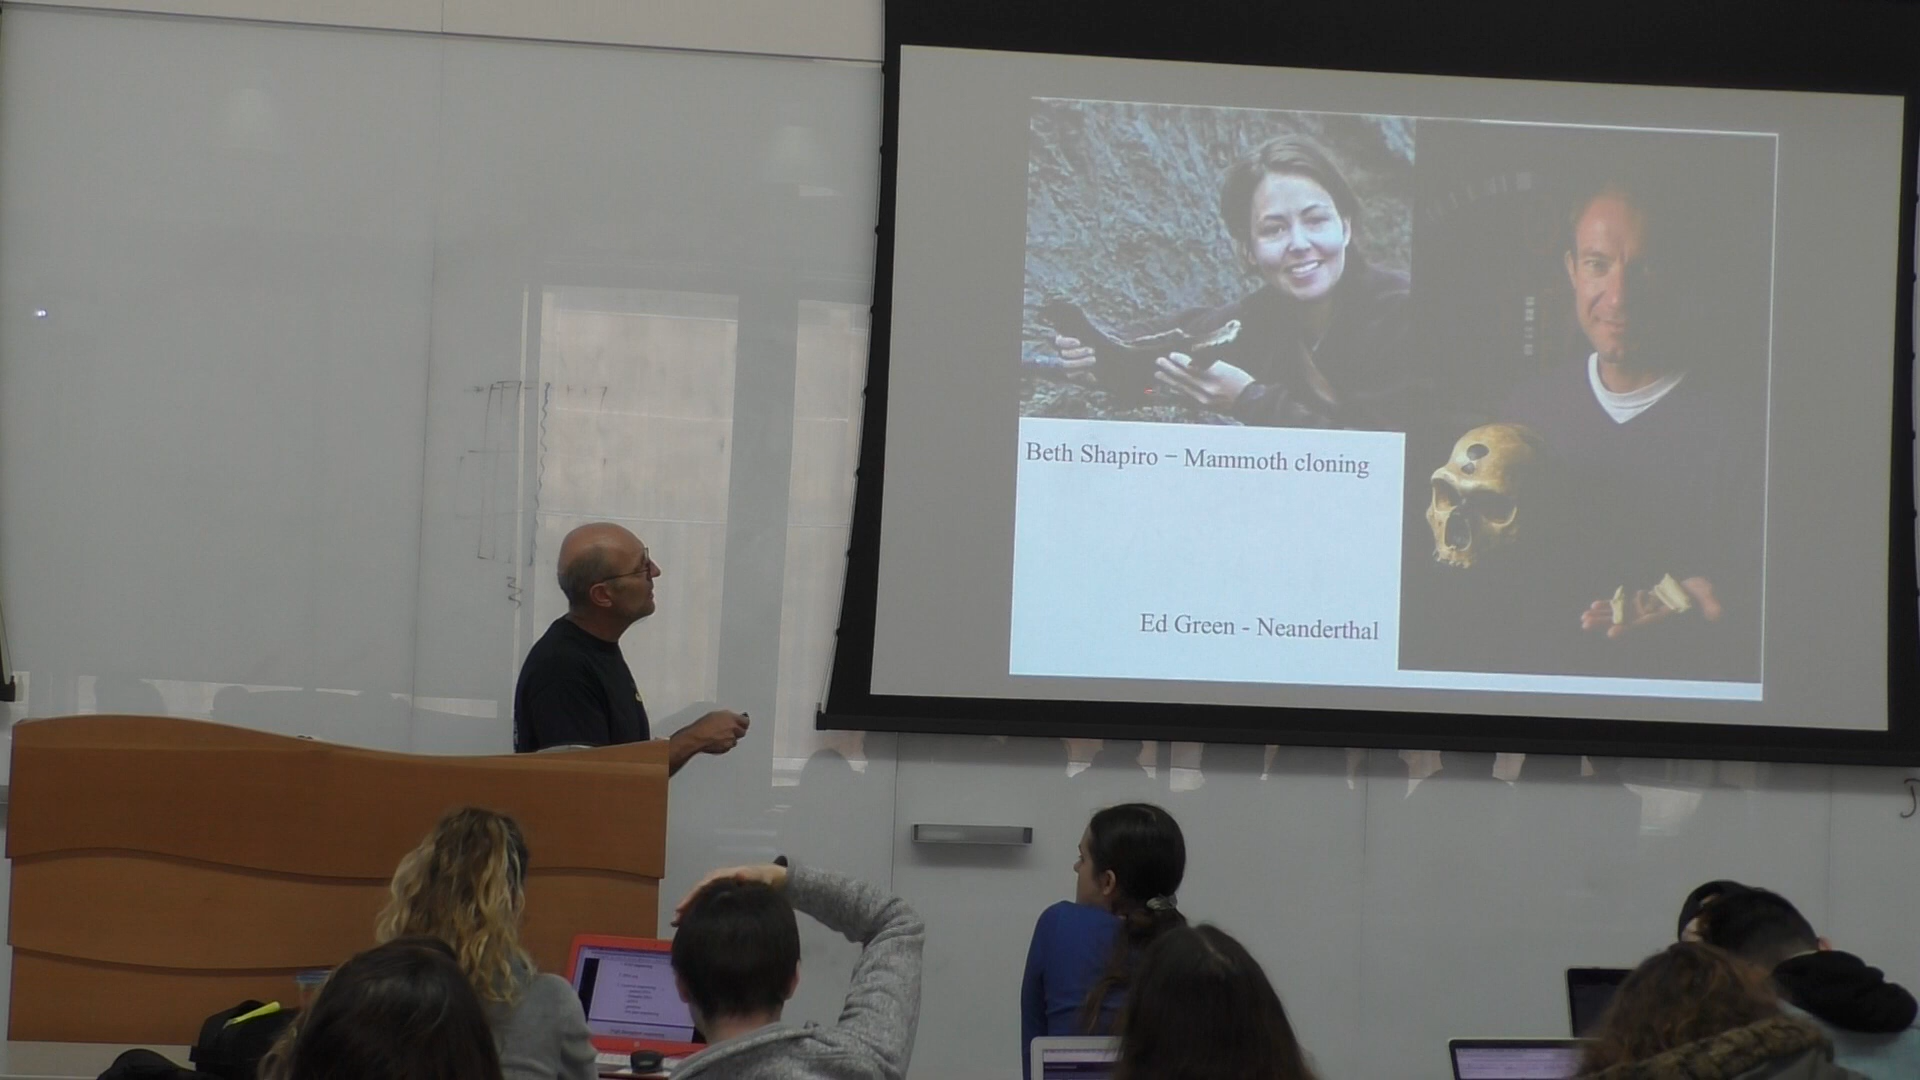 Beth Shapiro – Mammoth cloning
Ed Green - Neanderthal